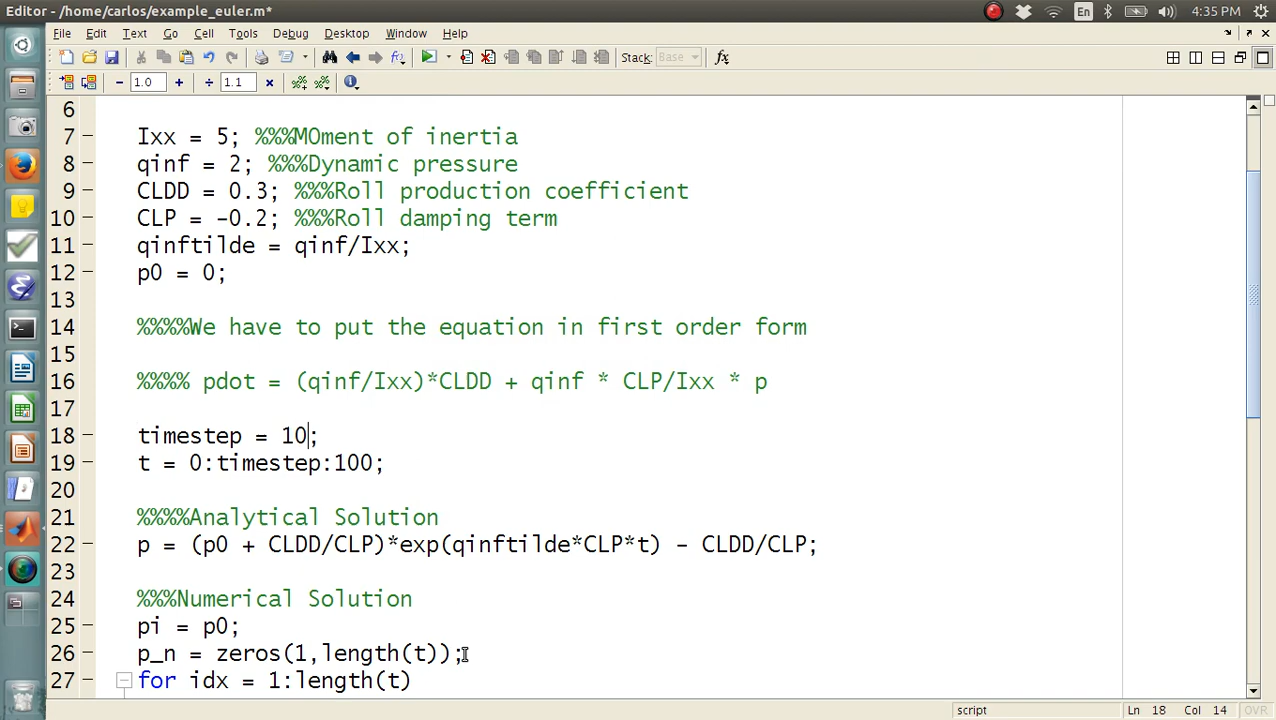 Editor - /home/carlos/example_euler.m*
En
4:35 PM
File Edit Text Go Cell Tools Debug Desktop Window Help
Stack: Base
fx
1.0
1.1
6
7 Ixx = 5; %%%MOment of inertia
8 qinf = 2; %%%Dynamic pressure
9 CLDD = 0.3; %%%Roll production coefficient
10 CLP = -0.2; %%%Roll damping term
11 qinftilde = qinf/Ixx;
12 p0 = 0;
13
14 %%%%We have to put the equation in first order form
15
16 %%%% pdot = (qinf/Ixx)*CLDD + qinf * CLP/Ixx * p
17
18 timestep = 10;
19 t = 0:timestep:100;
20
21 %%%%Analytical Solution
22 p = (p0 + CLDD/CLP)*exp(qinftilde*CLP*t) - CLDD/CLP;
23
24 %%%Numerical Solution
25 pi = p0;
26 p_n = zeros(1,length(t));
27 for idx = 1:length(t)
script
Ln 18 Col 14 OVR